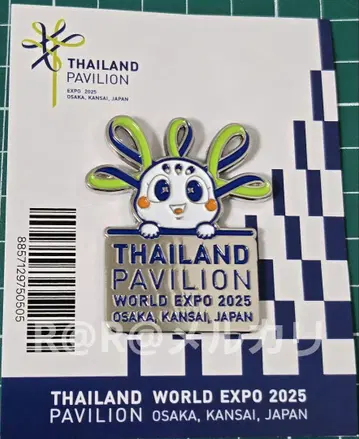 THAILAND
PAVILION
EXPO 2025
OSAKA, KANSAI, JAPAN
8857129750505
THAILAND
PAVILION
WORLD EXPO 2025
OSAKA, KANSAI, JAPAN
R@R@メルカリ
THAILAND WORLD EXPO 2025
PAVILION OSAKA, KANSAI, JAPAN